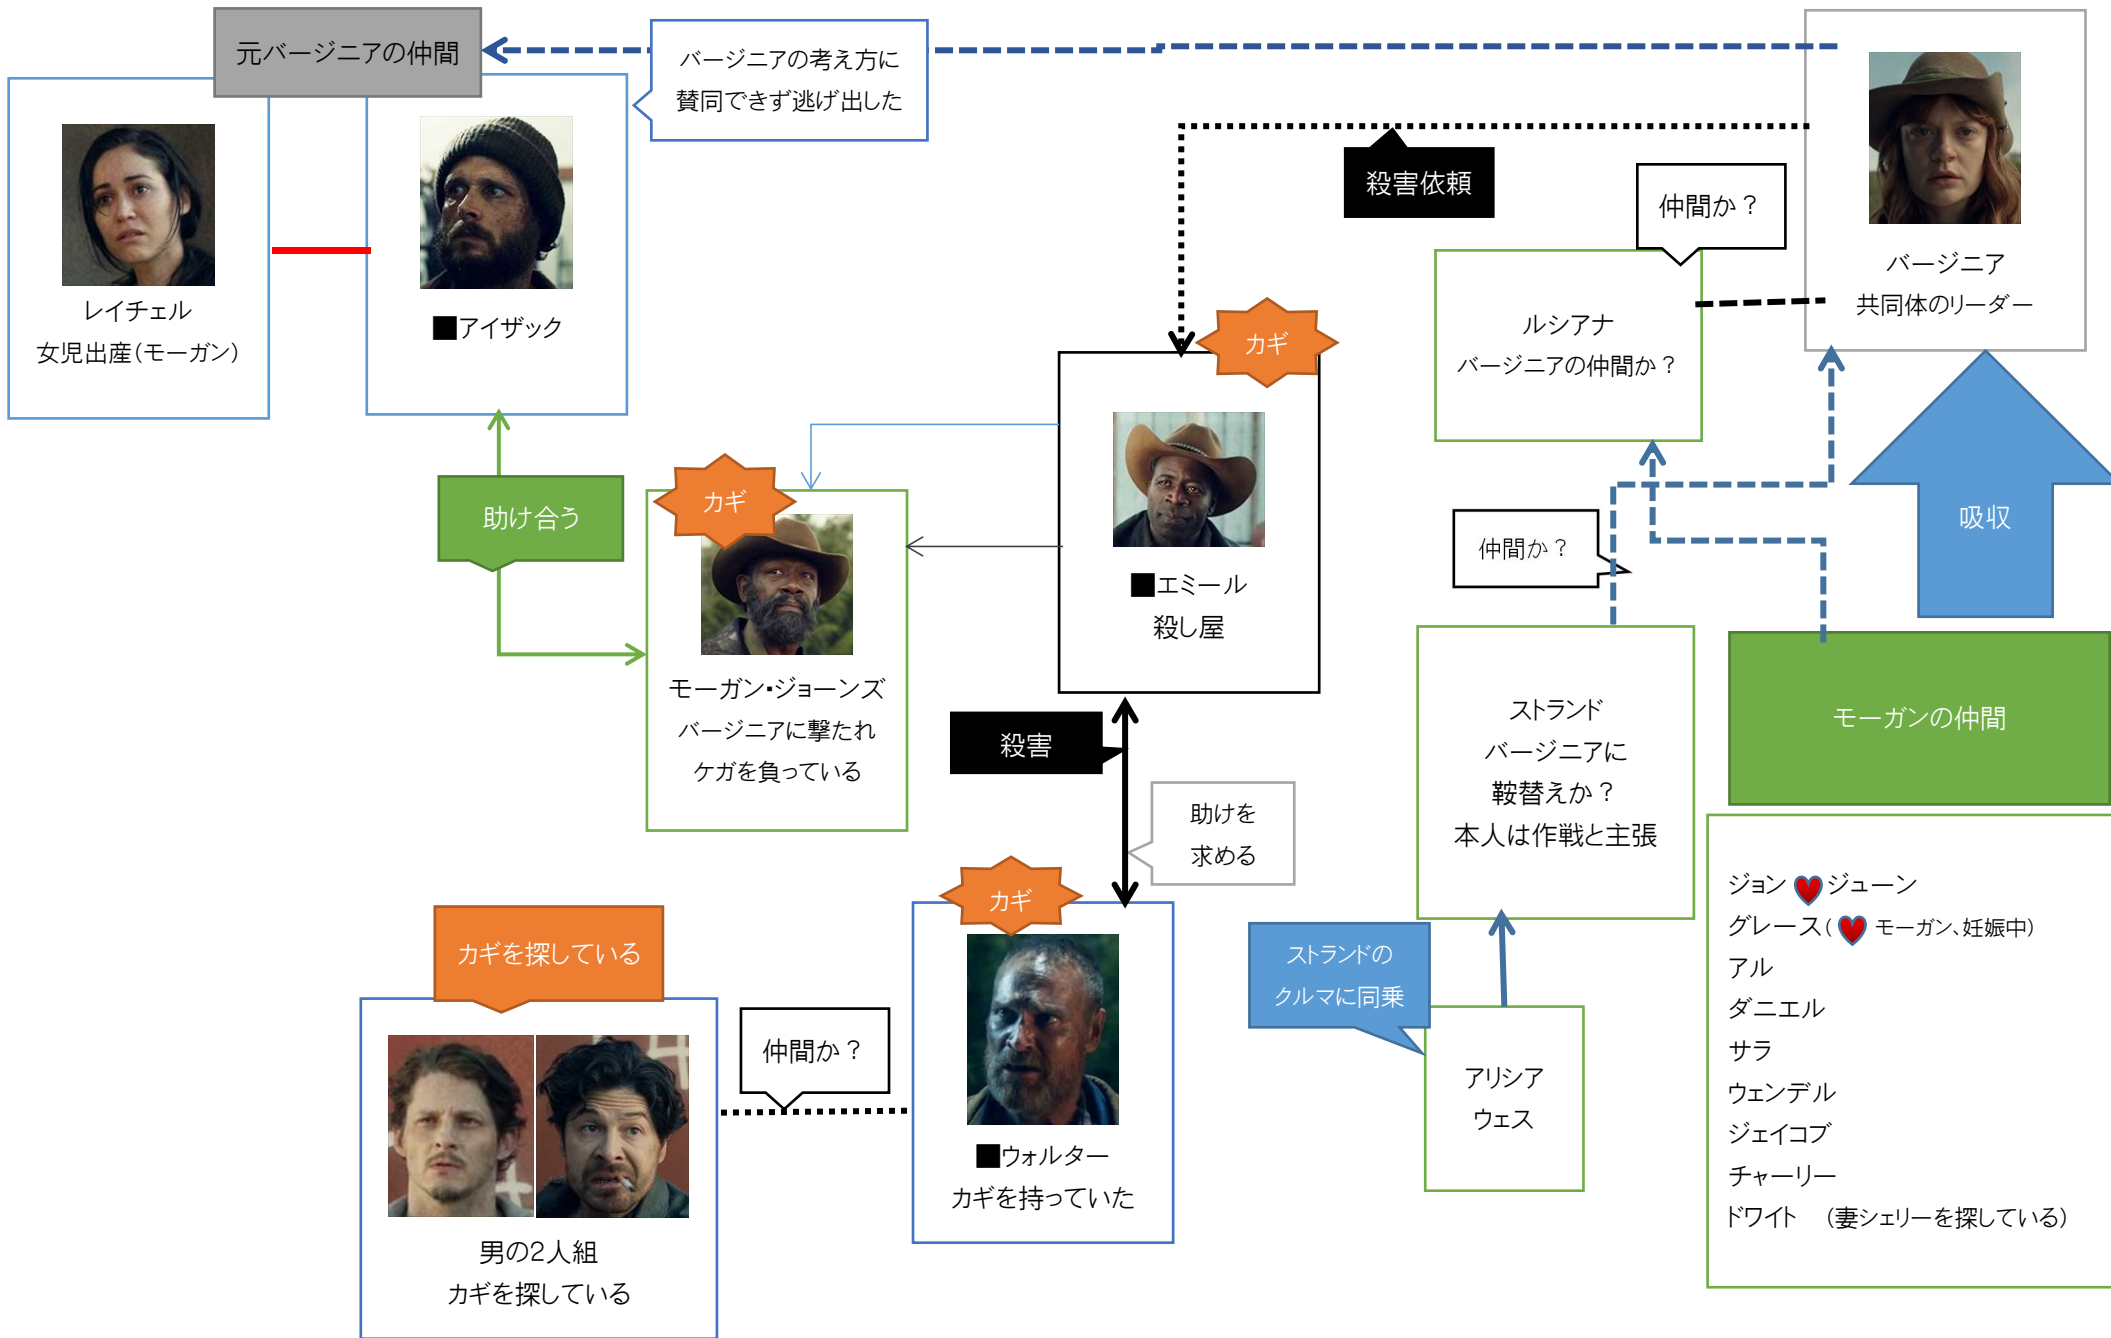 元バージニアの仲間
バージニアの考え方に
賛同できず逃げ出した
レイチェル
女児出産(モーガン)
■アイザック
殺害依頼
仲間か？
バージニア
共同体のリーダー
ルシアナ
バージニアの仲間か？
カギ
■エミール
殺し屋
助け合う
カギ
モーガン・ジョーンズ
バージニアに撃たれ
ケガを負っている
仲間か？
吸収
殺害
助けを
求める
ストランド
バージニアに
鞍替えか？
本人は作戦と主張
モーガンの仲間
ジョン ジューン
グレース( モーガン、妊娠中)
アル
ダニエル
サラ
ウェンデル
ジェイコブ
チャーリー
ドワイト （妻シェリーを探している）
ストランドの
クルマに同乗
アリシア
ウェス
カギを探している
男の2人組
カギを探している
仲間か？
カギ
■ウォルター
カギを持っていた